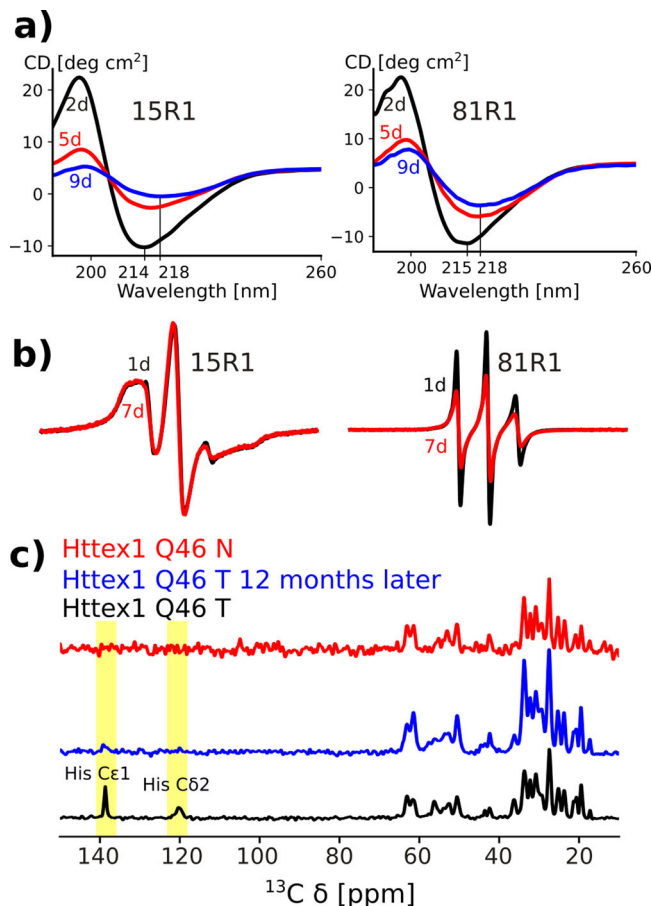 a)
CD [deg cm²]
CD [deg cm²]
20
10
0
−10
2d
5d
9d
15R1
200
214
218
260
Wavelength [nm]
20
10
0
−10
2d
5d
9d
81R1
200
215
218
260
Wavelength [nm]
b)
1d
7d
15R1
1d
7d
81R1
c)
Httex1 Q46 N
Httex1 Q46 T 12 months later
Httex1 Q46 T
His Cε1
His Cδ2
140 120 100 80 60 40 20
¹³C δ [ppm]